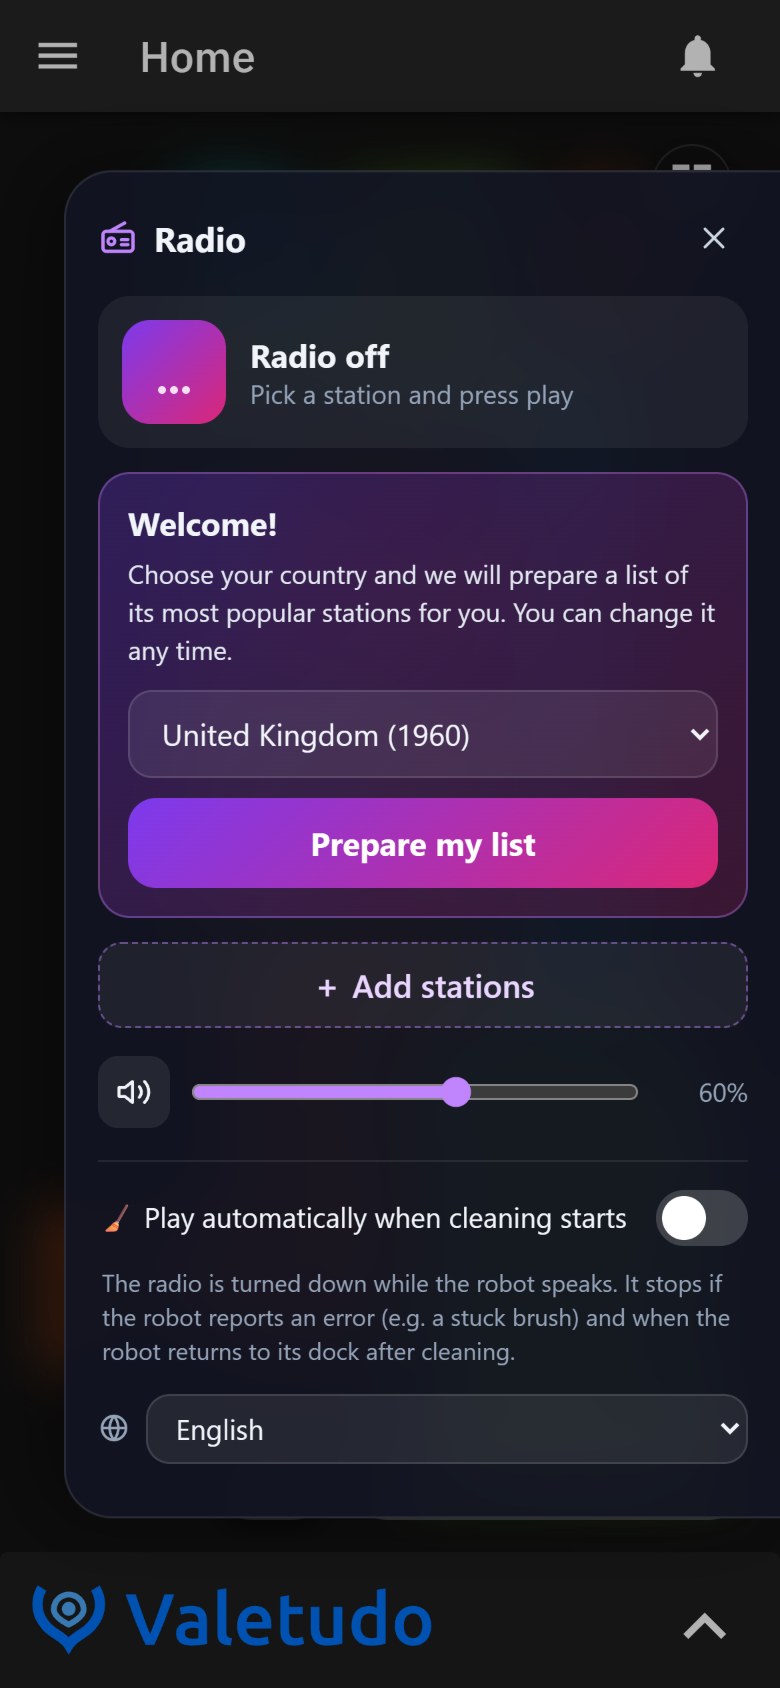 Home
Radio
Radio off
Pick a station and press play
Welcome!
Choose your country and we will prepare a list of
its most popular stations for you. You can change it
any time.
United Kingdom (1960)
Prepare my list
+ Add stations
60%
Play automatically when cleaning starts
The radio is turned down while the robot speaks. It stops if
the robot reports an error (e.g. a stuck brush) and when the
robot returns to its dock after cleaning.
English
Valetudo